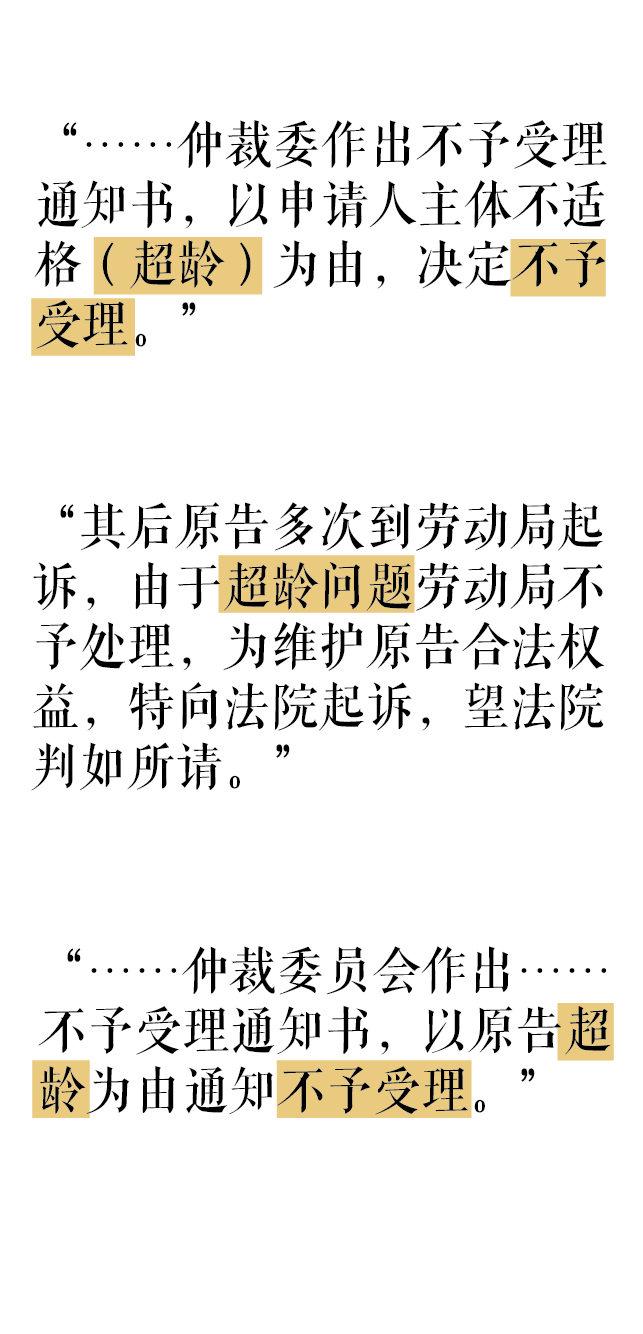 “……仲裁委作出不予受理
通知书，以申请人主体不适
格（超龄）为由，决定不予
受理。”
“其后原告多次到劳动局起
诉，由于超龄问题劳动局不
予处理，为维护原告合法权
益，特向法院起诉，望法院
判如所请。”
“……仲裁委员会作出……
不予受理通知书，以原告超
龄为由通知不予受理。”